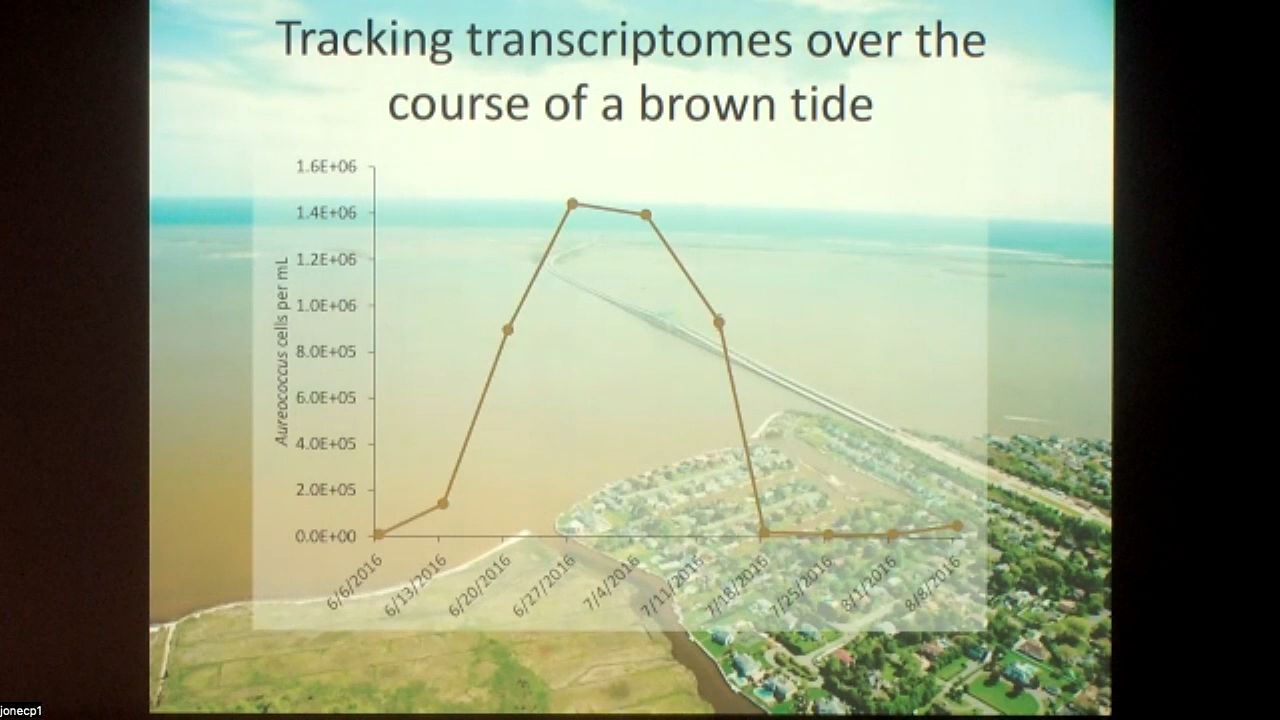 Tracking transcriptomes over the
course of a brown tide
1.6E+06
1.4E+06
1.2E+06
1.0E+06
8.0E+05
6.0E+05
4.0E+05
2.0E+05
0.0E+00
Aureococcus cells per mL
6/6/2016
6/13/2016
6/20/2016
6/27/2016
7/4/2016
7/11/2016
7/18/2016
7/25/2016
8/1/2016
8/8/2016
jonecp1